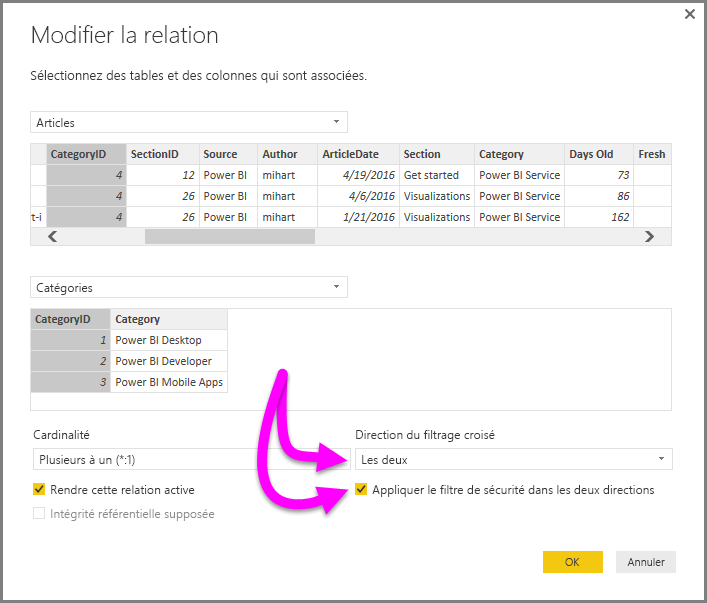 Modifier la relation
Sélectionnez des tables et des colonnes qui sont associées.
Articles
CategoryID SectionID Source Author ArticleDate Section Category Days Old Fresh
4 12 Power BI mihart 4/19/2016 Get started Power BI Service 73
4 26 Power BI mihart 4/6/2016 Visualizations Power BI Service 86
t-i 4 26 Power BI mihart 1/21/2016 Visualizations Power BI Service 162
Catégories
CategoryID Category
1 Power BI Desktop
2 Power BI Developer
3 Power BI Mobile Apps
Cardinalité Direction du filtrage croisé
Plusieurs à un (*:1) Les deux
Rendre cette relation active Appliquer le filtre de sécurité dans les deux directions
Intégrité référentielle supposée
OK Annuler